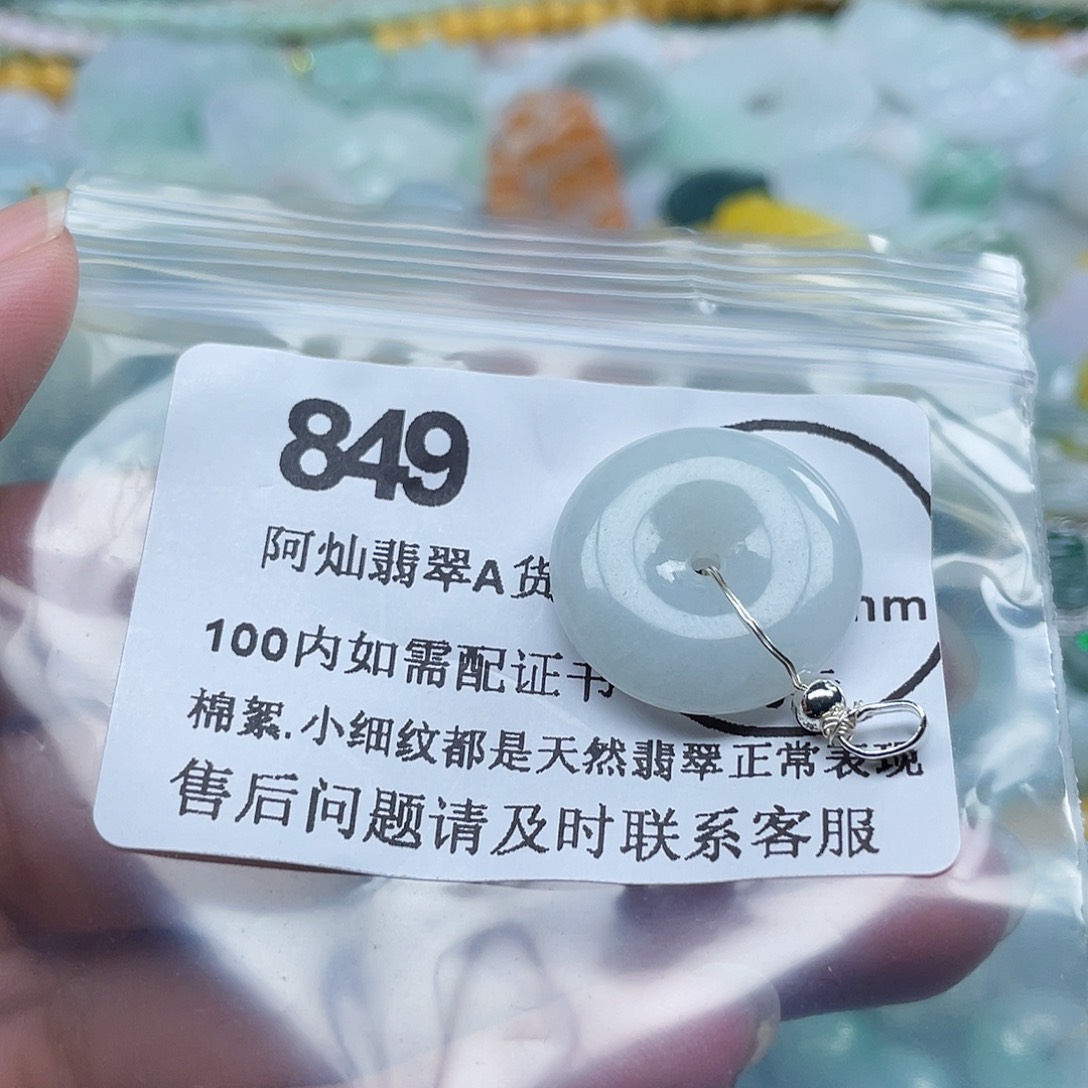 849
阿灿翡翠A货
mm
100内如需配证书
棉絮.小细纹都是天然翡翠正常表现
售后问题请及时联系客服